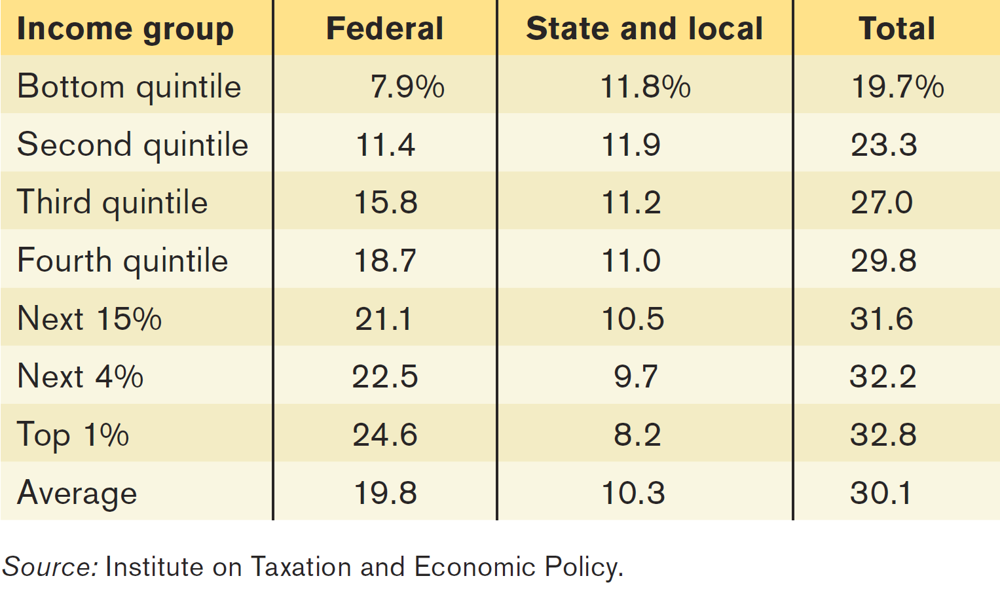 Income group Federal State and local Total
Bottom quintile 7.9% 11.8% 19.7%
Second quintile 11.4 11.9 23.3
Third quintile 15.8 11.2 27.0
Fourth quintile 18.7 11.0 29.8
Next 15% 21.1 10.5 31.6
Next 4% 22.5 9.7 32.2
Top 1% 24.6 8.2 32.8
Average 19.8 10.3 30.1
Source: Institute on Taxation and Economic Policy.